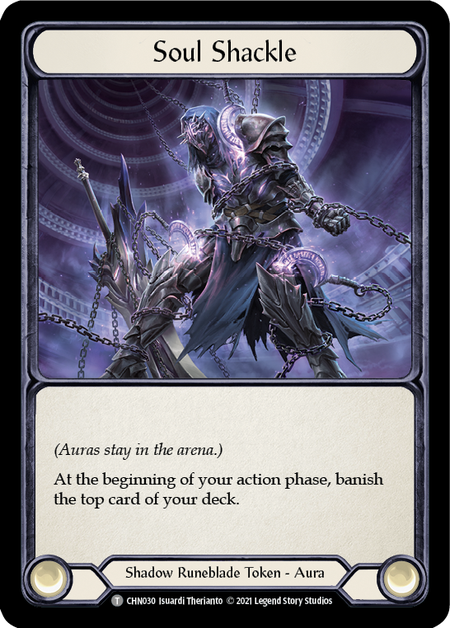 Soul Shackle
(Auras stay in the arena.)
At the beginning of your action phase, banish
the top card of your deck.
Shadow Runeblade Token - Aura
T CHN030 Isuardi Therianto © 2021 Legend Story Studios